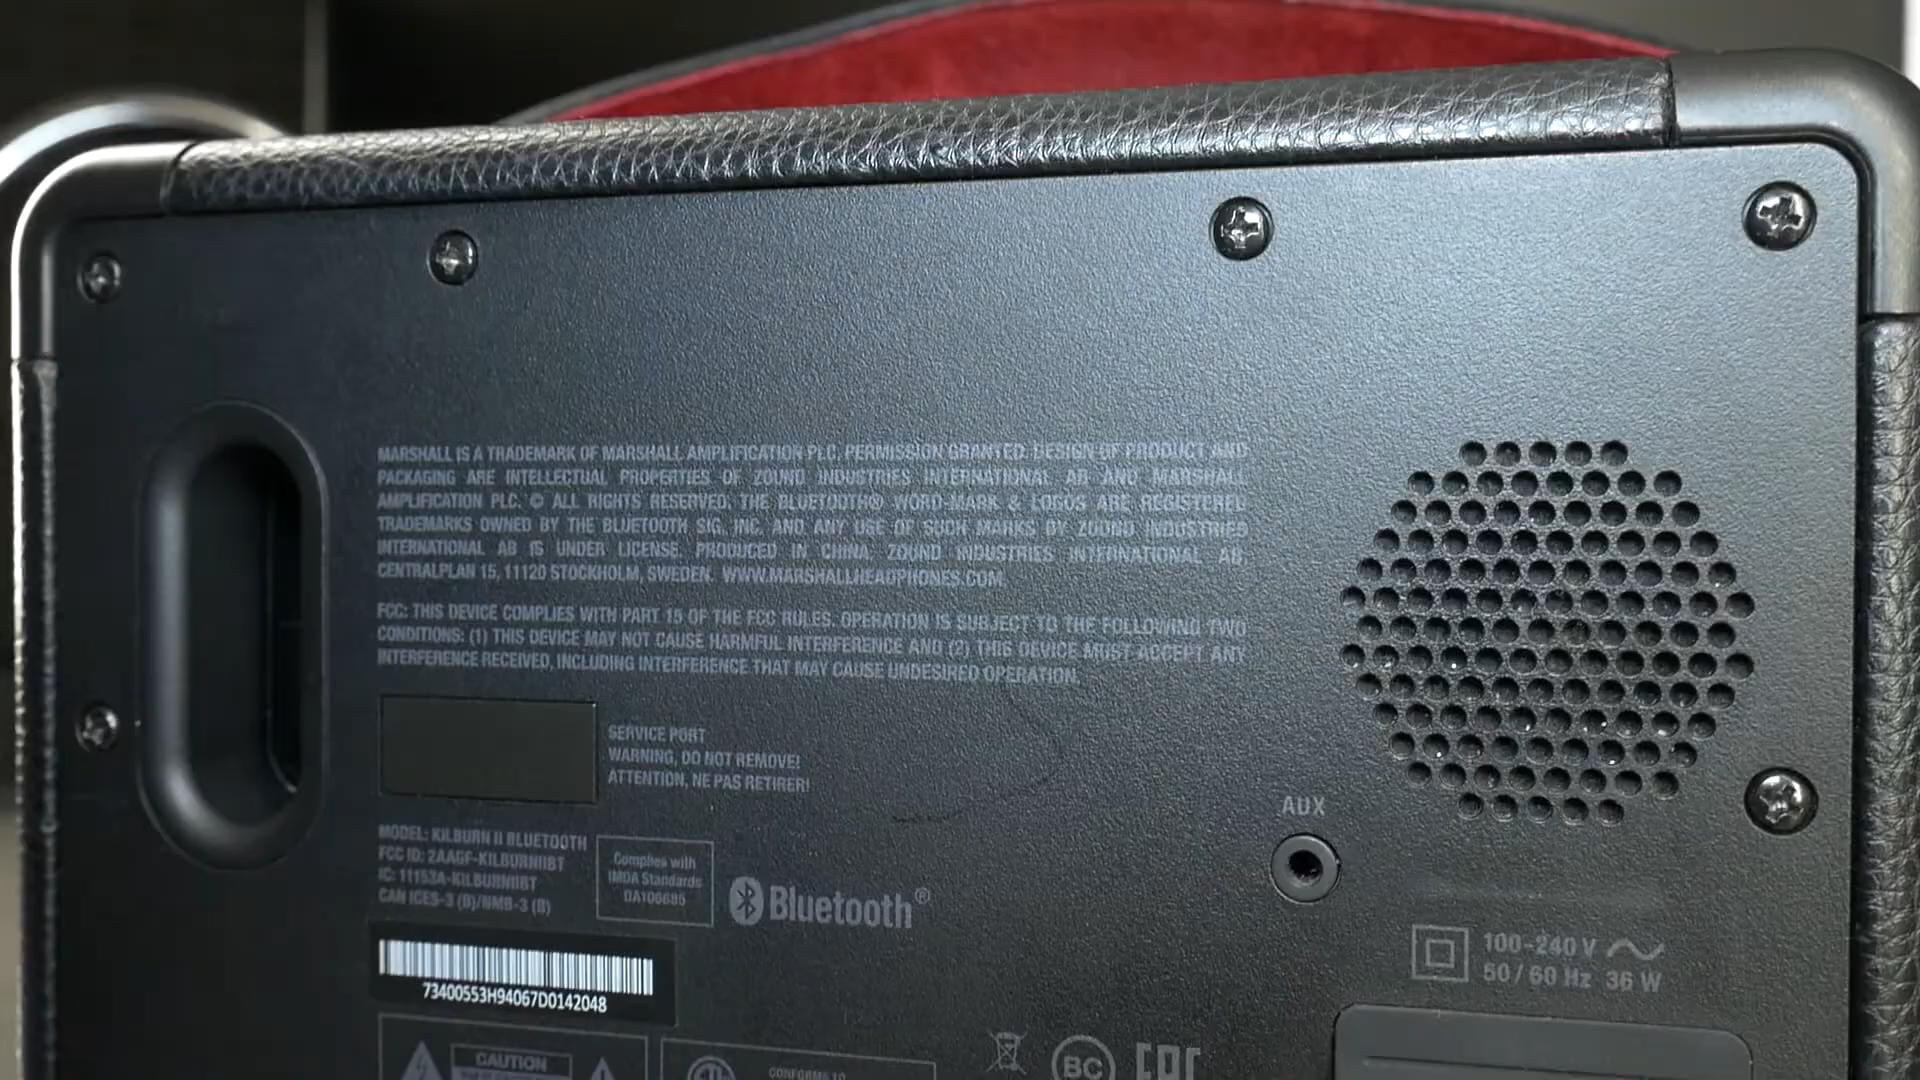 MARSHALL IS A TRADEMARK OF MARSHALL AMPLIFICATION PLC. PERMISSION GRANTED. DESIGN OF PRODUCT AND
PACKAGING ARE INTELLECTUAL PROPERTIES OF ZOUND INDUSTRIES INTERNATIONAL AB AND MARSHALL
AMPLIFICATION PLC. © ALL RIGHTS RESERVED. THE BLUETOOTH® WORD-MARK & LOGOS ARE REGISTERED
TRADEMARKS OWNED BY THE BLUETOOTH SIG, INC. AND ANY USE OF SUCH MARKS BY ZOUND INDUSTRIES
INTERNATIONAL AB IS UNDER LICENSE. PRODUCED IN CHINA. ZOUND INDUSTRIES INTERNATIONAL AB,
CENTRALPLAN 15, 11120 STOCKHOLM, SWEDEN. WWW.MARSHALLHEADPHONES.COM.
FCC: THIS DEVICE COMPLIES WITH PART 15 OF THE FCC RULES. OPERATION IS SUBJECT TO THE FOLLOWING TWO
CONDITIONS: (1) THIS DEVICE MAY NOT CAUSE HARMFUL INTERFERENCE AND (2) THIS DEVICE MUST ACCEPT ANY
INTERFERENCE RECEIVED, INCLUDING INTERFERENCE THAT MAY CAUSE UNDESIRED OPERATION.
SERVICE PORT
WARNING, DO NOT REMOVE!
ATTENTION, NE PAS RETIRER!
MODEL: KILBURN II BLUETOOTH
FCC ID: 2AAGF-KILBURNIIBT
IC: 11153A-KILBURNIIBT
CAN ICES-3 (B)/NMB-3 (B)
Complies with
IMDA Standards
DA106685
Bluetooth®
AUX
100-240 V
50 / 60 Hz 36 W
73400553H94067D0142048
CAUTION
CONFORMS TO
BC
EAC